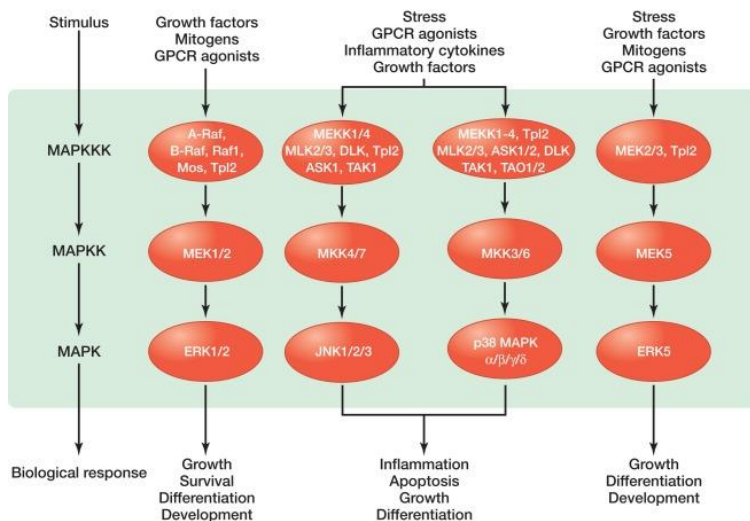 Stimulus
Growth factors
Mitogens
GPCR agonists
Stress
GPCR agonists
Inflammatory cytokines
Growth factors
Stress
Growth factors
Mitogens
GPCR agonists
MAPKKK
A-Raf,
B-Raf, Raf1,
Mos, Tpl2
MEKK1/4
MLK2/3, DLK, Tpl2
ASK1, TAK1
MEKK1-4, Tpl2
MLK2/3, ASK1/2, DLK
TAK1, TAO1/2
MEK2/3, Tpl2
MAPKK
MEK1/2
MKK4/7
MKK3/6
MEK5
MAPK
ERK1/2
JNK1/2/3
p38 MAPK
α/β/γ/δ
ERK5
Biological response
Growth
Survival
Differentiation
Development
Inflammation
Apoptosis
Growth
Differentiation
Growth
Differentiation
Development